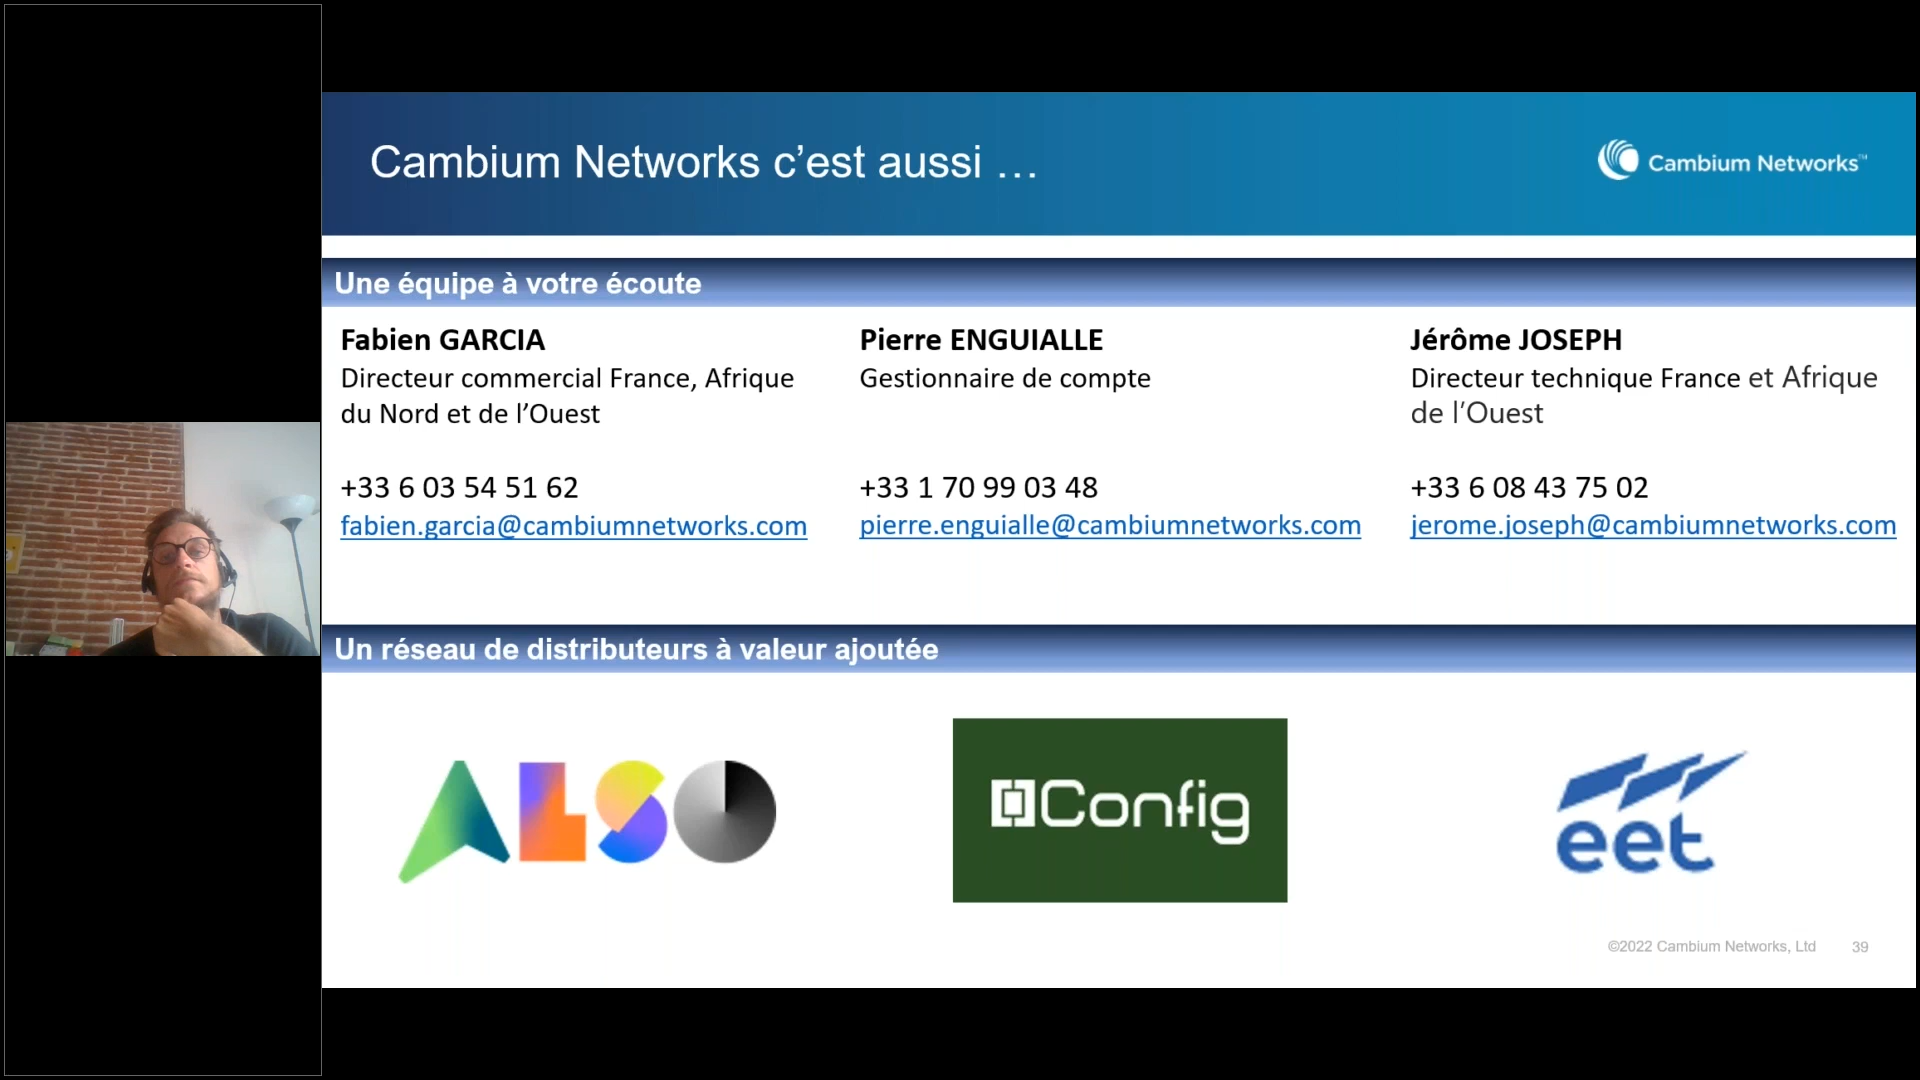 Cambium Networks c’est aussi …
Cambium Networks™
Une équipe à votre écoute
Fabien GARCIA
Directeur commercial France, Afrique
du Nord et de l’Ouest
+33 6 03 54 51 62
fabien.garcia@cambiumnetworks.com
Pierre ENGUIALLE
Gestionnaire de compte
+33 1 70 99 03 48
pierre.enguialle@cambiumnetworks.com
Jérôme JOSEPH
Directeur technique France et Afrique
de l’Ouest
+33 6 08 43 75 02
jerome.joseph@cambiumnetworks.com
Un réseau de distributeurs à valeur ajoutée
ALSO
Config
eet
©2022 Cambium Networks, Ltd
39